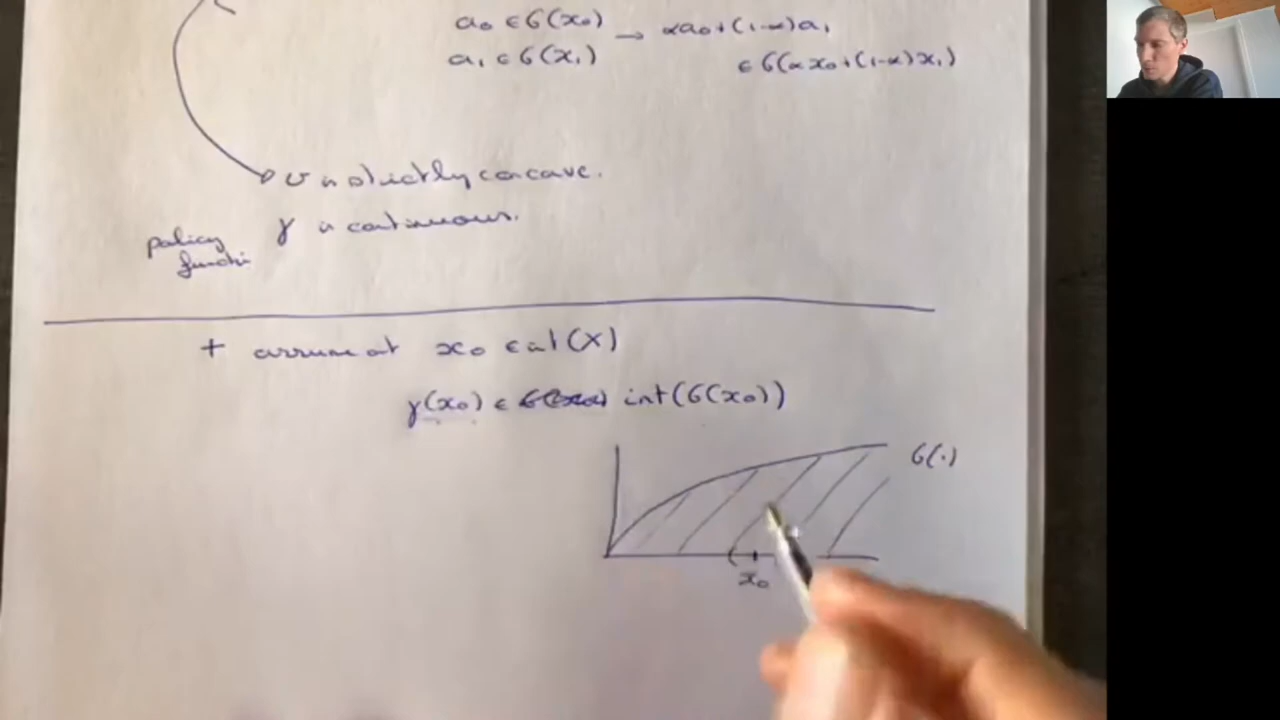 a₀ ∈ G(x₀) → αa₀+(1-α)a₁
a₁ ∈ G(x₁) ∈ G(αx₀+(1-α)x₁)
v is strictly concave.
γ is continuous.
policy
functi
+ assume at x₀ ∈ int(X)
γ(x₀) ∈ int(G(x₀))
G(·)
x₀